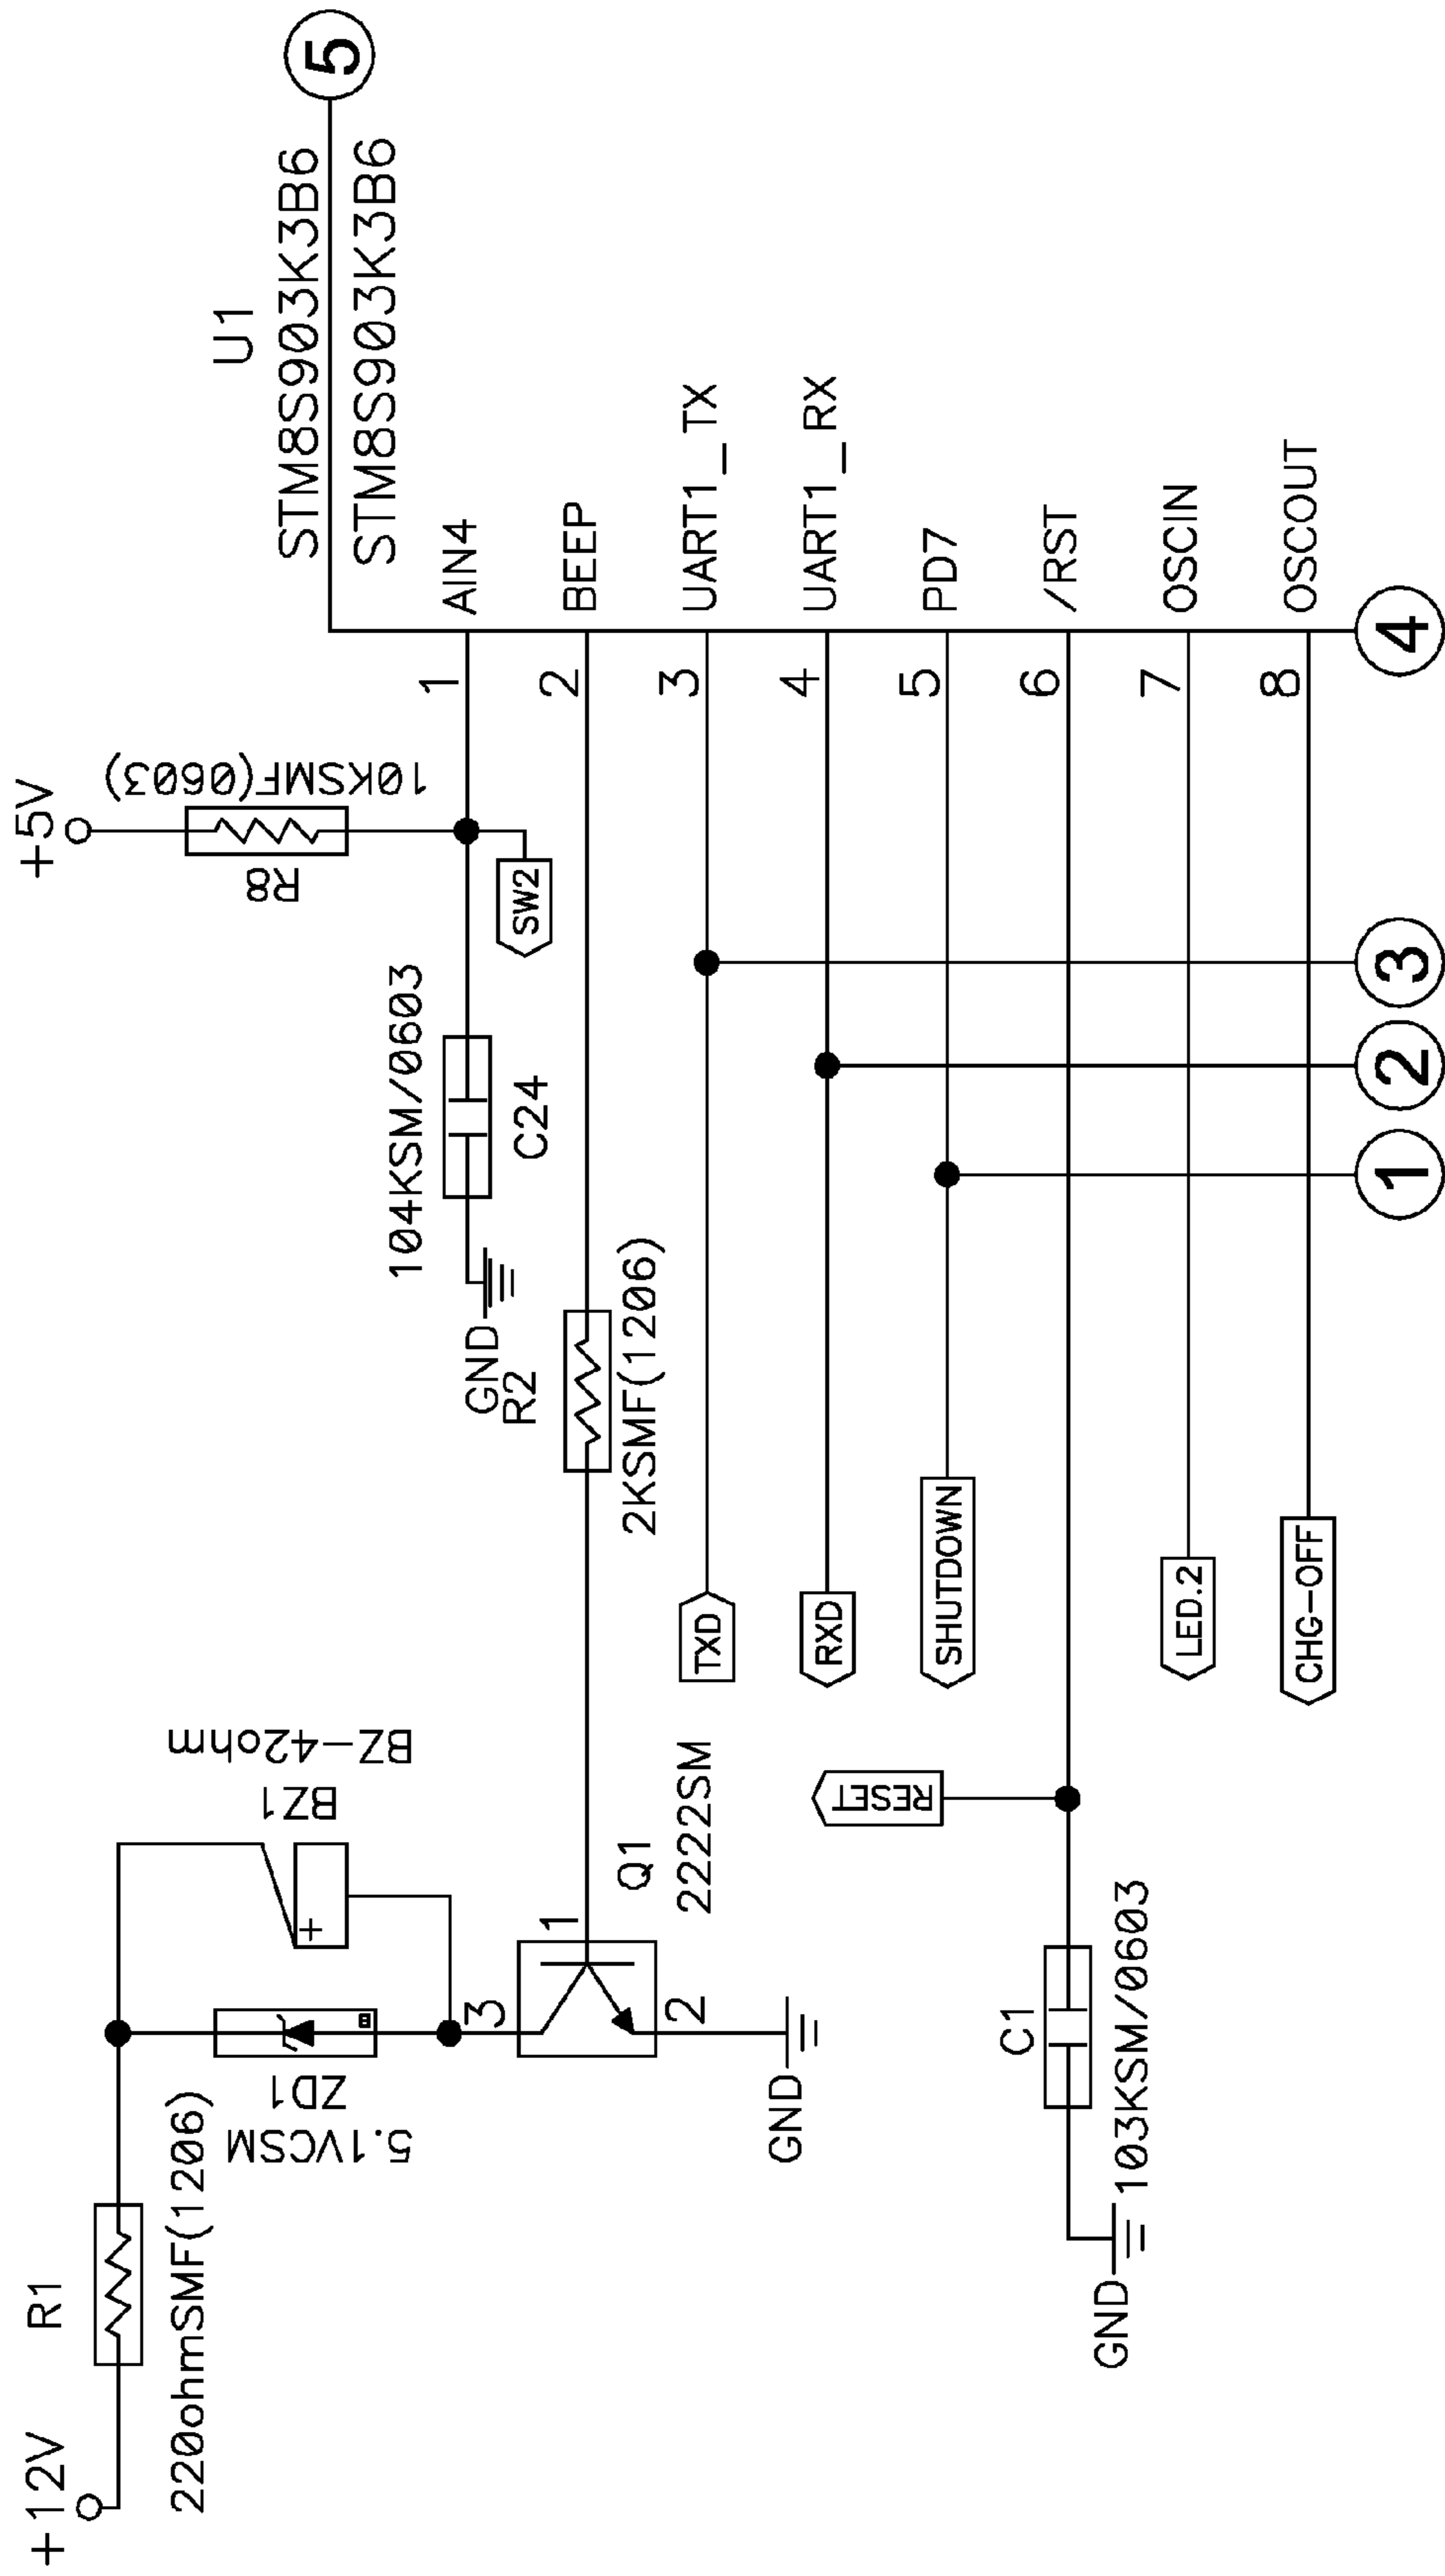 +12V
R1
220ohmSMF(1206)
ZD1
5.1VCSM
BZ1
BZ-42ohm
+
3
1
2
Q1
2222SM
GND
+5V
R8
10KSMF(0603)
104KSM/0603
C24
GND
SW2
R2
2KSMF(1206)
U1
STM8S903K3B6
STM8S903K3B6
5
1
AIN4
2
BEEP
TXD
3
UART1_TX
RXD
4
UART1_RX
SHUTDOWN
5
PD7
RESET
6
/RST
C1
103KSM/0603
GND
LED.2
7
OSCIN
CHG-OFF
8
OSCOUT
1
2
3
4